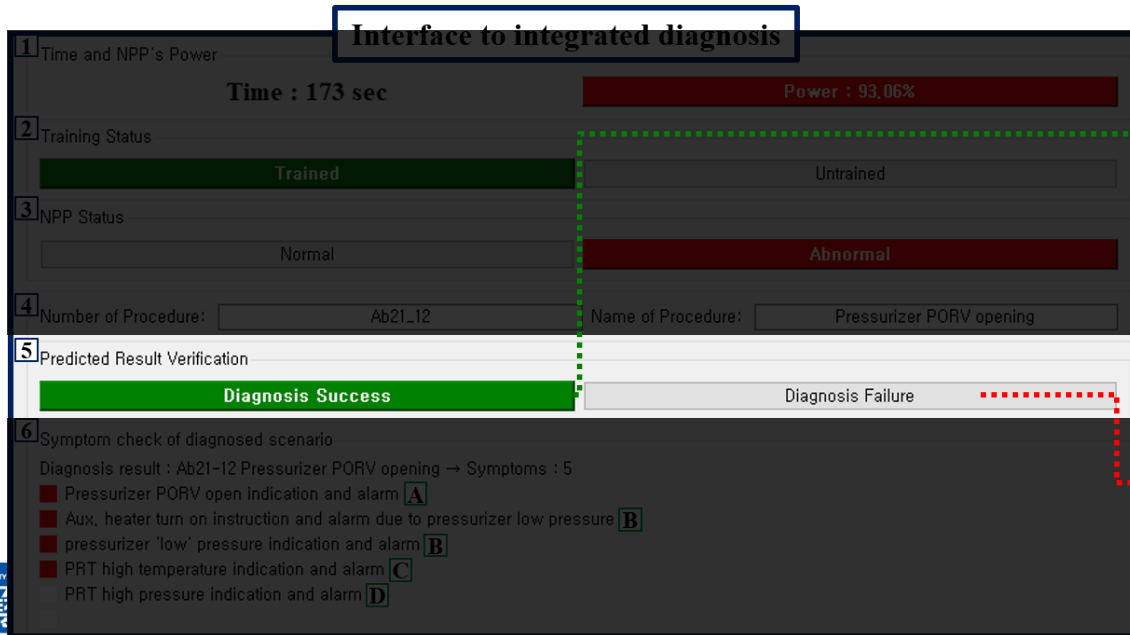 Interface to integrated diagnosis
1 Time and NPP's Power
Time : 173 sec Power : 93,06%
2 Training Status
Trained Untrained
3 NPP Status
Normal Abnormal
4 Number of Procedure: Ab21_12 Name of Procedure: Pressurizer PORV opening
5 Predicted Result Verification
Diagnosis Success Diagnosis Failure
6 Symptom check of diagnosed scenario
Diagnosis result : Ab21-12 Pressurizer PORV opening → Symptoms : 5
Pressurizer PORV open indication and alarm A
Aux, heater turn on instruction and alarm due to pressurizer low pressure B
pressurizer 'low' pressure indication and alarm B
PRT high temperature indication and alarm C
PRT high pressure indication and alarm D